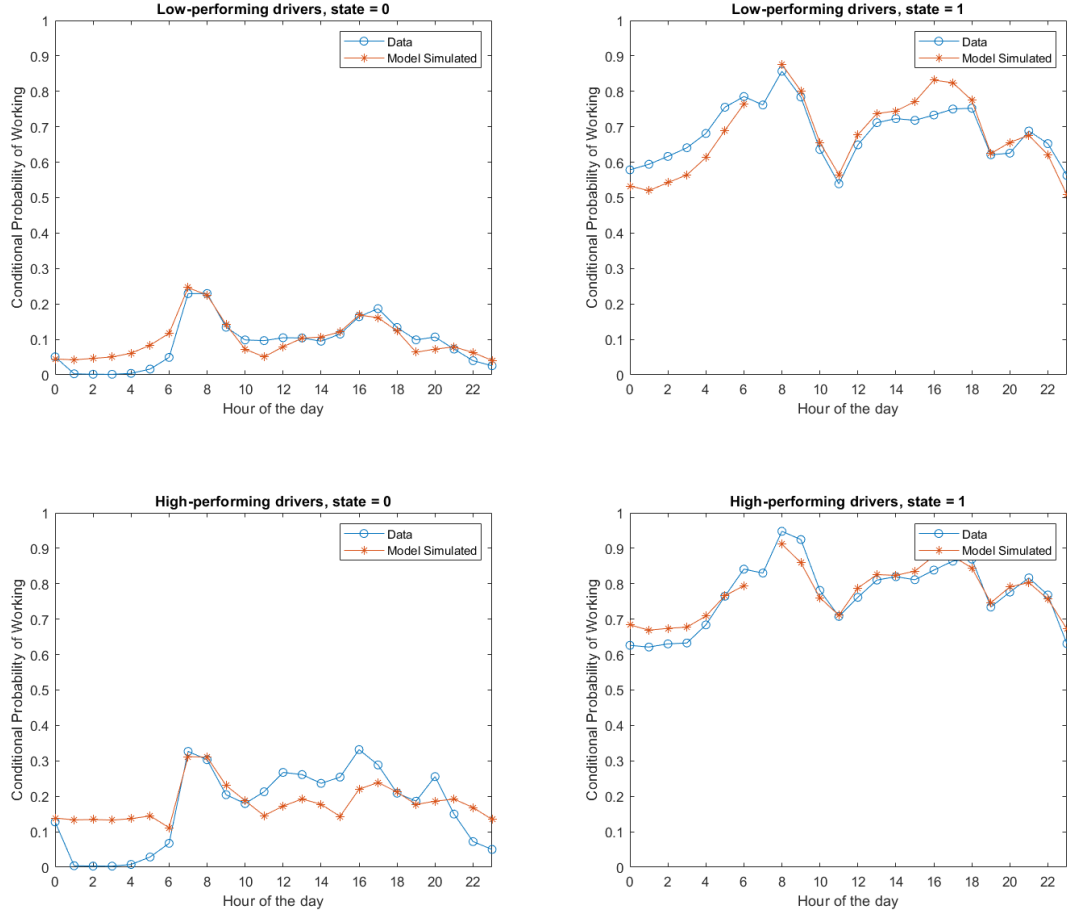 Low-performing drivers, state = 0
Data
Model Simulated
1
0.9
0.8
0.7
0.6
0.5
0.4
0.3
0.2
0.1
0
Conditional Probability of Working
0 2 4 6 8 10 12 14 16 18 20 22
Hour of the day
Low-performing drivers, state = 1
Data
Model Simulated
1
0.9
0.8
0.7
0.6
0.5
0.4
0.3
0.2
0.1
0
Conditional Probability of Working
0 2 4 6 8 10 12 14 16 18 20 22
Hour of the day
High-performing drivers, state = 0
Data
Model Simulated
1
0.9
0.8
0.7
0.6
0.5
0.4
0.3
0.2
0.1
0
Conditional Probability of Working
0 2 4 6 8 10 12 14 16 18 20 22
Hour of the day
High-performing drivers, state = 1
Data
Model Simulated
1
0.9
0.8
0.7
0.6
0.5
0.4
0.3
0.2
0.1
0
Conditional Probability of Working
0 2 4 6 8 10 12 14 16 18 20 22
Hour of the day